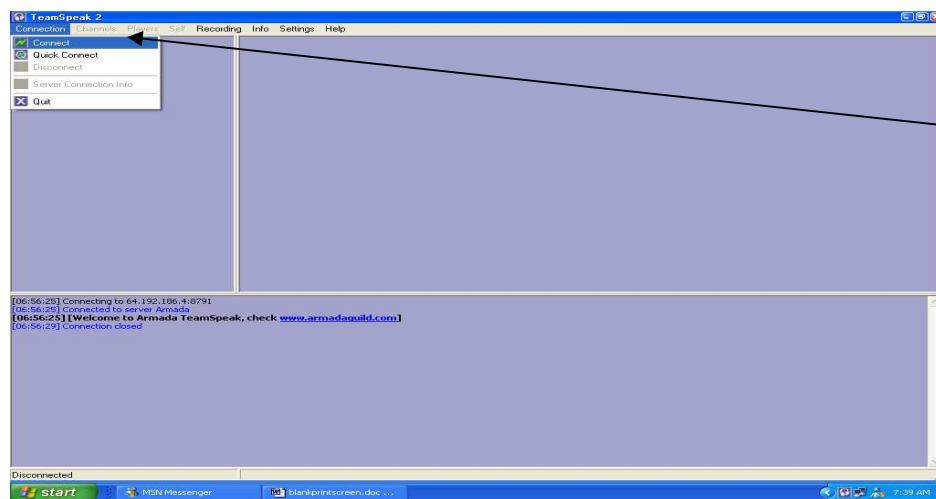 TeamSpeak 2
Connection Channels Players Self Recording Info Settings Help
Connect
Quick Connect
Disconnect
Server Connection Info
Quit
[06:56:25] Connecting to 64.192.186.4:8791
[06:56:25] Connected to server Armada
[06:56:25] [Welcome to Armada TeamSpeak, check www.armadaguild.com]
[06:56:29] Connection closed
Disconnected
start MSN Messenger blankprintscreen.doc ... 7:39 AM